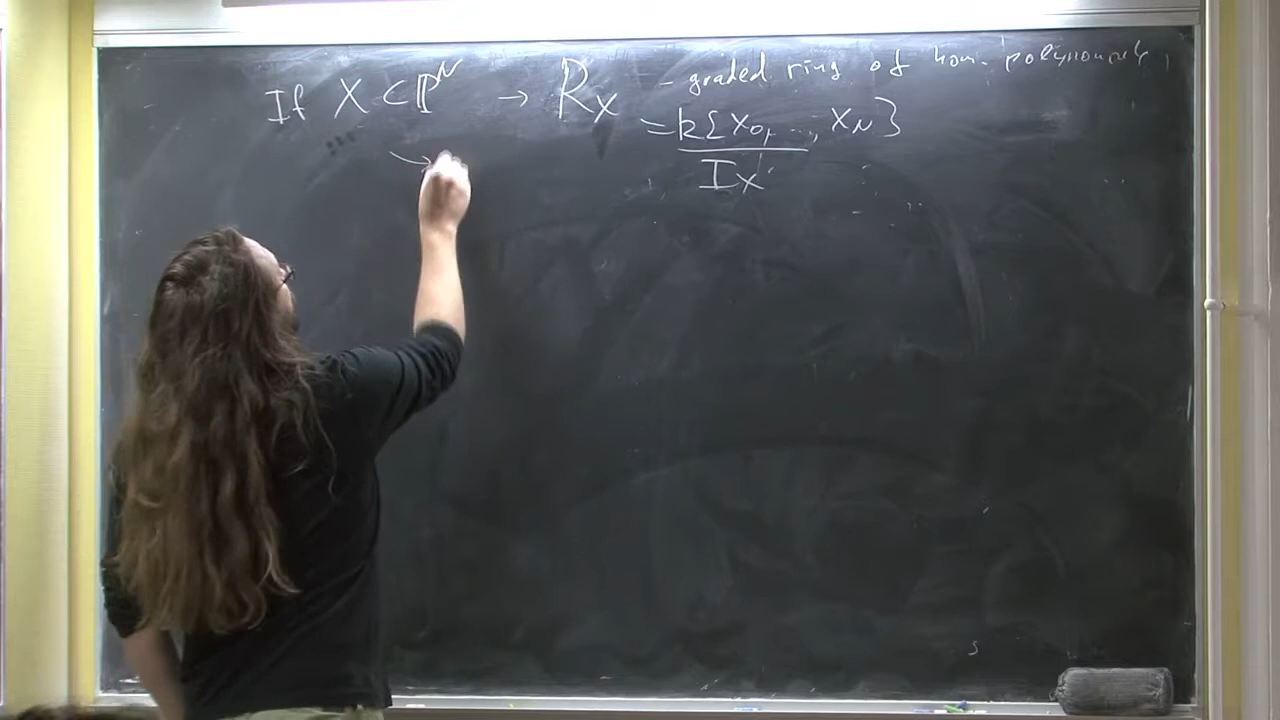 If X ⊂ ℙ^N → R_X - graded ring of hom. polynomials,
= k[x_0, ..., x_N]
I_X
→